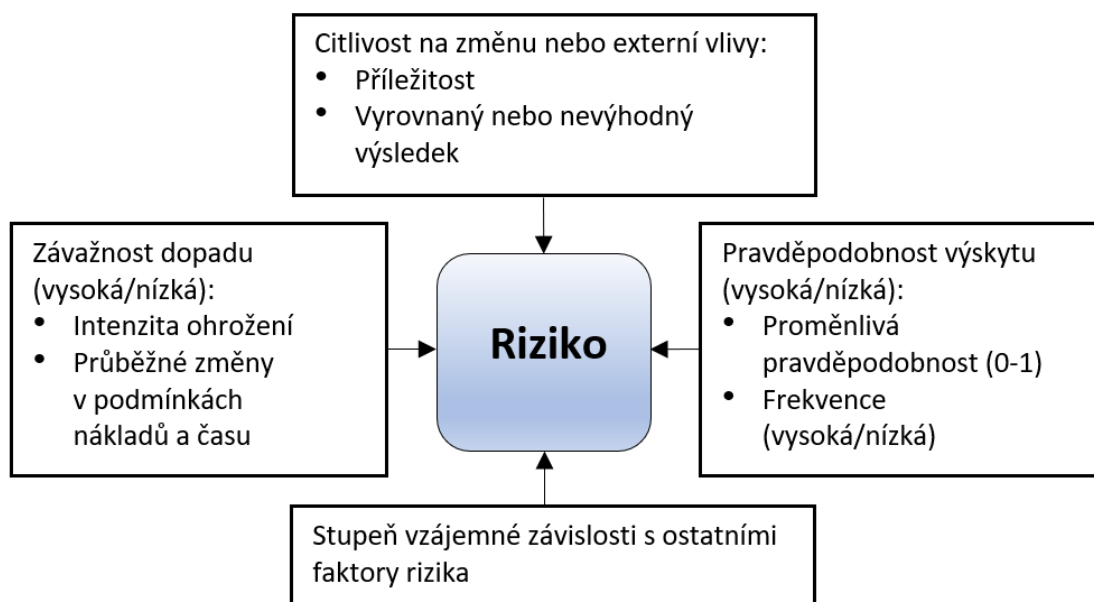 Citlivost na změnu nebo externí vlivy:
• Příležitost
• Vyrovnaný nebo nevýhodný
výsledek
Závažnost dopadu
(vysoká/nízká):
• Intenzita ohrožení
• Průběžné změny
v podmínkách
nákladů a času
Riziko
Pravděpodobnost výskytu
(vysoká/nízká):
• Proměnlivá
pravděpodobnost (0-1)
• Frekvence
(vysoká/nízká)
Stupeň vzájemné závislosti s ostatními
faktory rizika